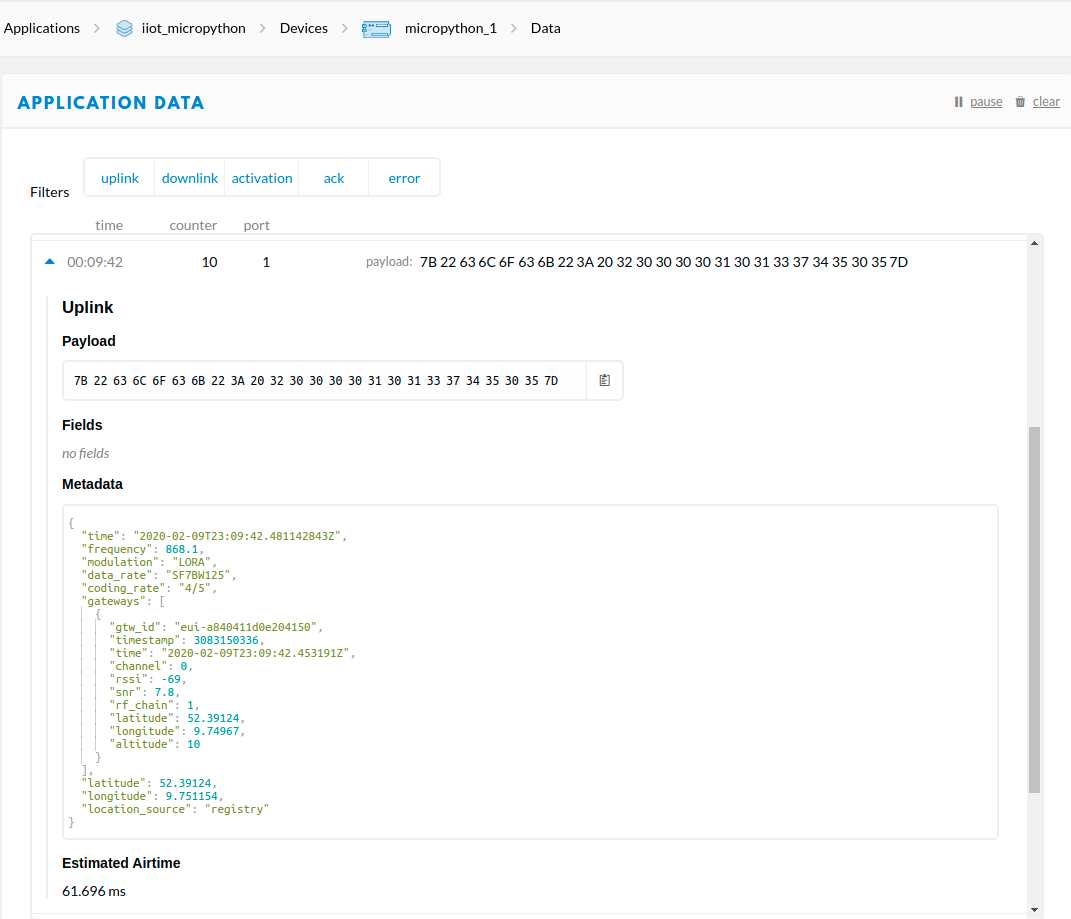 Applications > iiot_micropython > Devices > micropython_1 > Data
APPLICATION DATA
pause clear
Filters uplink downlink activation ack error
time counter port
00:09:42 10 1 payload: 7B 22 63 6C 6F 63 6B 22 3A 20 32 30 30 30 30 31 30 31 33 37 34 35 30 35 7D
Uplink
Payload
7B 22 63 6C 6F 63 6B 22 3A 20 32 30 30 30 30 31 30 31 33 37 34 35 30 35 7D
Fields
no fields
Metadata
{
"time": "2020-02-09T23:09:42.481142843Z",
"frequency": 868.1,
"modulation": "LORA",
"data_rate": "SF7BW125",
"coding_rate": "4/5",
"gateways": [
{
"gtw_id": "eui-a840411d0e204150",
"timestamp": 3083150336,
"time": "2020-02-09T23:09:42.453191Z",
"channel": 0,
"rssi": -69,
"snr": 7.8,
"rf_chain": 1,
"latitude": 52.39124,
"longitude": 9.74967,
"altitude": 10
}
],
"latitude": 52.39124,
"longitude": 9.751154,
"location_source": "registry"
}
Estimated Airtime
61.696 ms